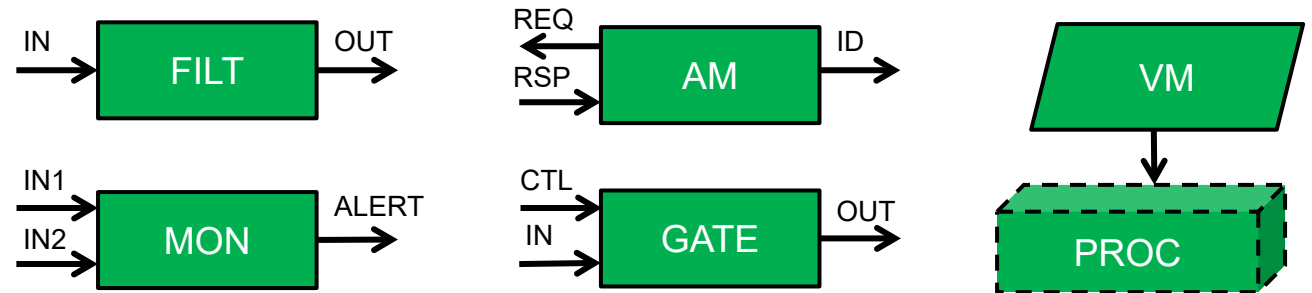 IN
FILT
OUT
REQ
RSP
AM
ID
VM
IN1
IN2
MON
ALERT
CTL
IN
GATE
OUT
PROC